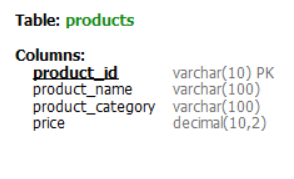 Table: products
Columns:
product_id varchar(10) PK
product_name varchar(100)
product_category varchar(100)
price decimal(10,2)